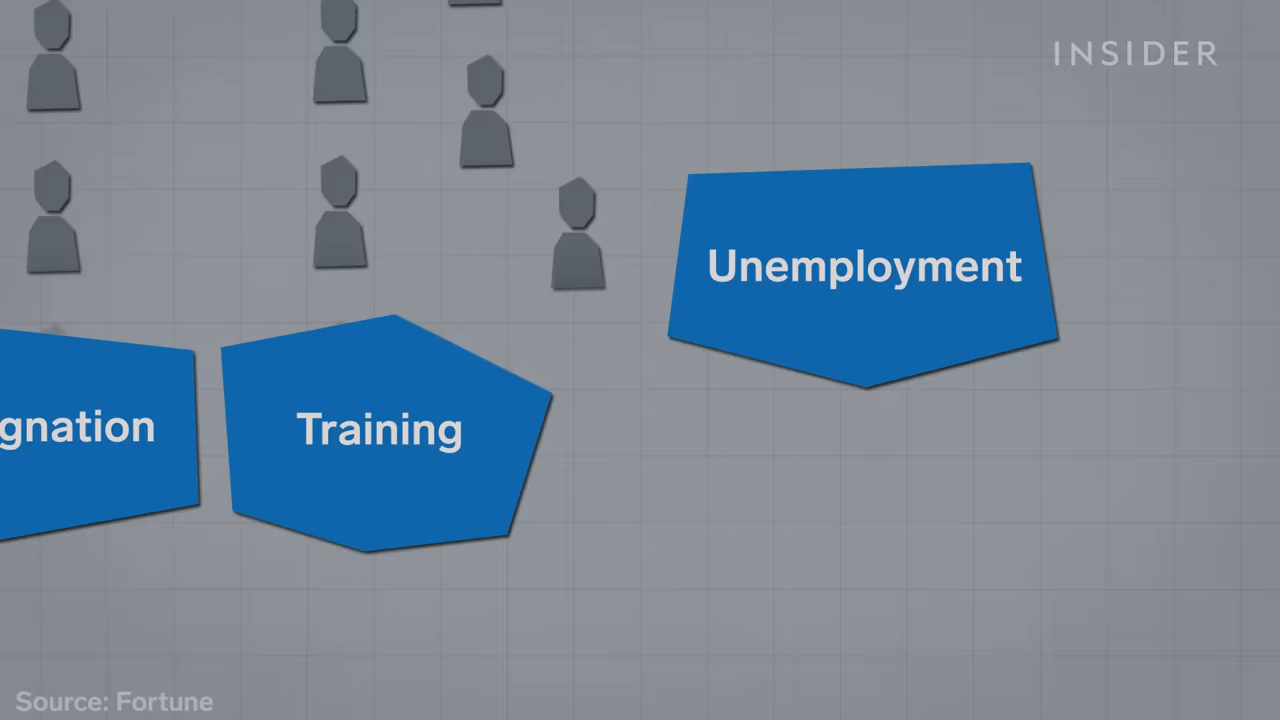 INSIDER
Unemployment
gnation
Training
Source: Fortune